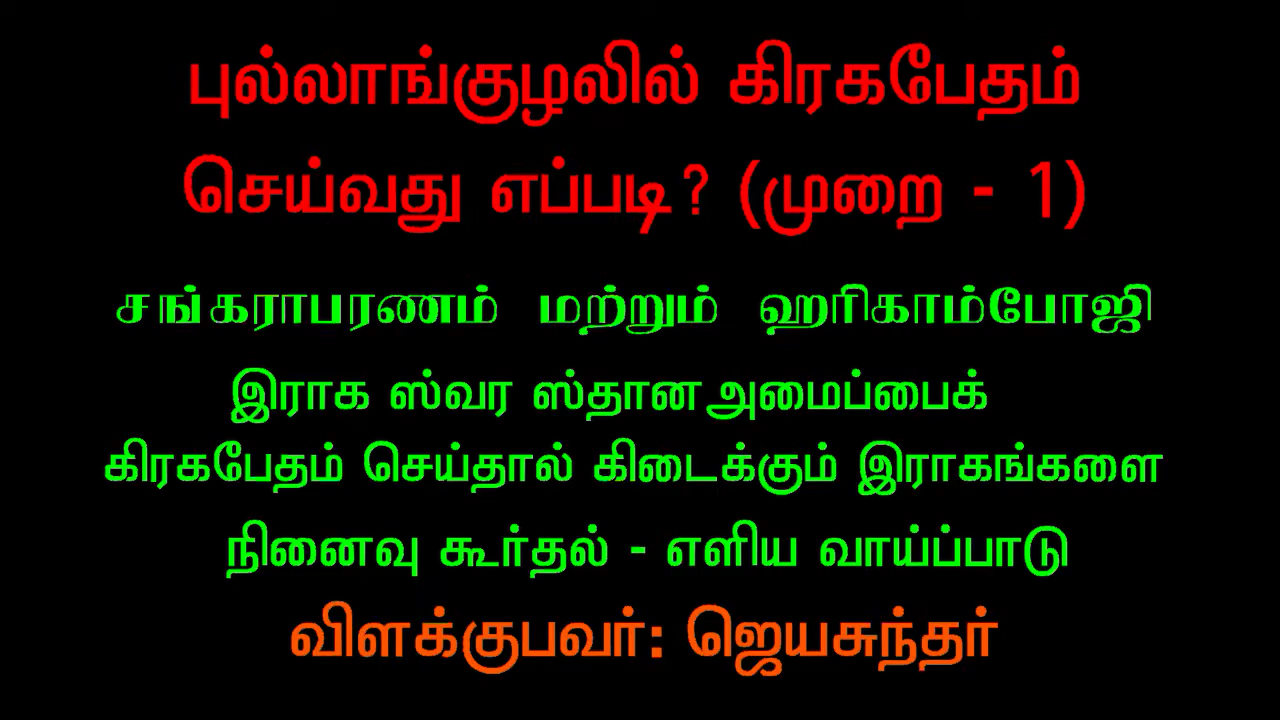 புல்லாங்குழலில் கிரகபேதம்
செய்வது எப்படி? (முறை - 1)
சங்கராபரணம் மற்றும் ஹரிகாம்போஜி
இராக ஸ்வர ஸ்தான அமைப்பைக்
கிரகபேதம் செய்தால் கிடைக்கும் இராகங்களை
நினைவு கூர்தல் - எளிய வாய்ப்பாடு
விளக்குபவர்: ஜெயசுந்தர்